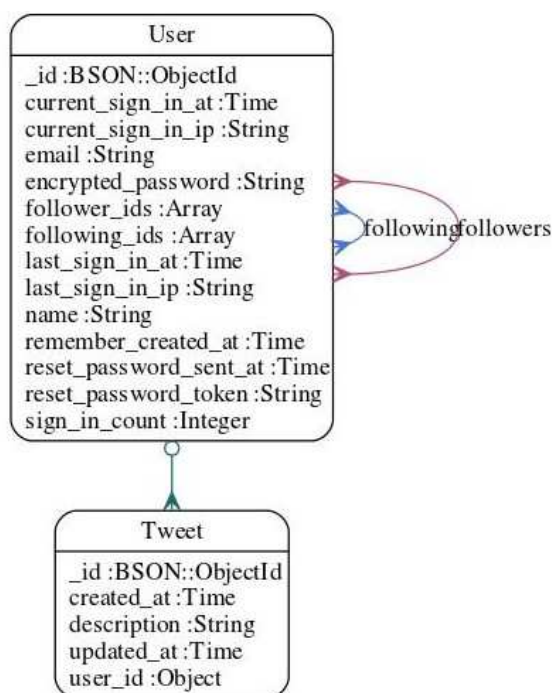 User
_id :BSON::ObjectId
current_sign_in_at :Time
current_sign_in_ip :String
email :String
encrypted_password :String
follower_ids :Array
following_ids :Array
last_sign_in_at :Time
last_sign_in_ip :String
name :String
remember_created_at :Time
reset_password_sent_at :Time
reset_password_token :String
sign_in_count :Integer
following
followers
Tweet
_id :BSON::ObjectId
created_at :Time
description :String
updated_at :Time
user_id :Object